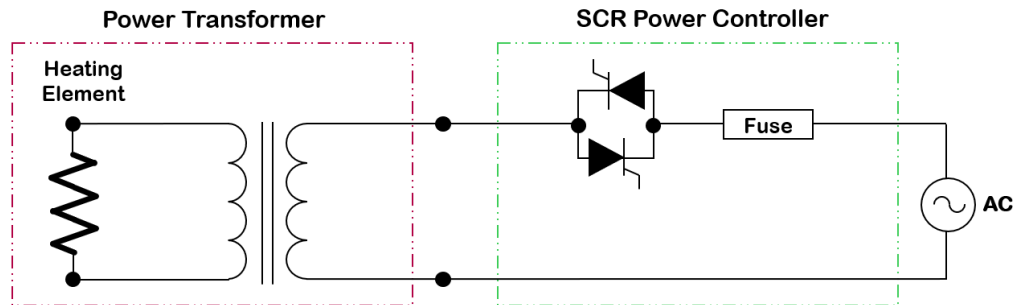 Power Transformer
SCR Power Controller
Heating
Element
Fuse
AC